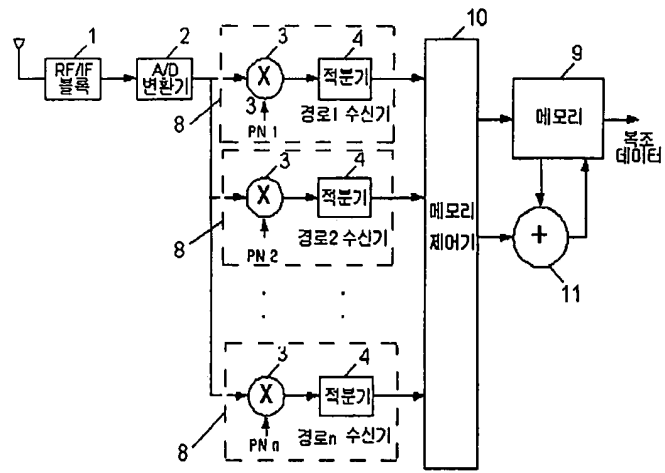 1
RF/IF
블록
2
A/D
변환기
3
4
X
적분기
8
3
PN 1
경로1 수신기
10
9
메모리
복조
데이터
3
4
X
적분기
8
PN 2
경로2 수신기
메모리
제어기
+
11
3
4
X
적분기
8
PN n
경로n 수신기